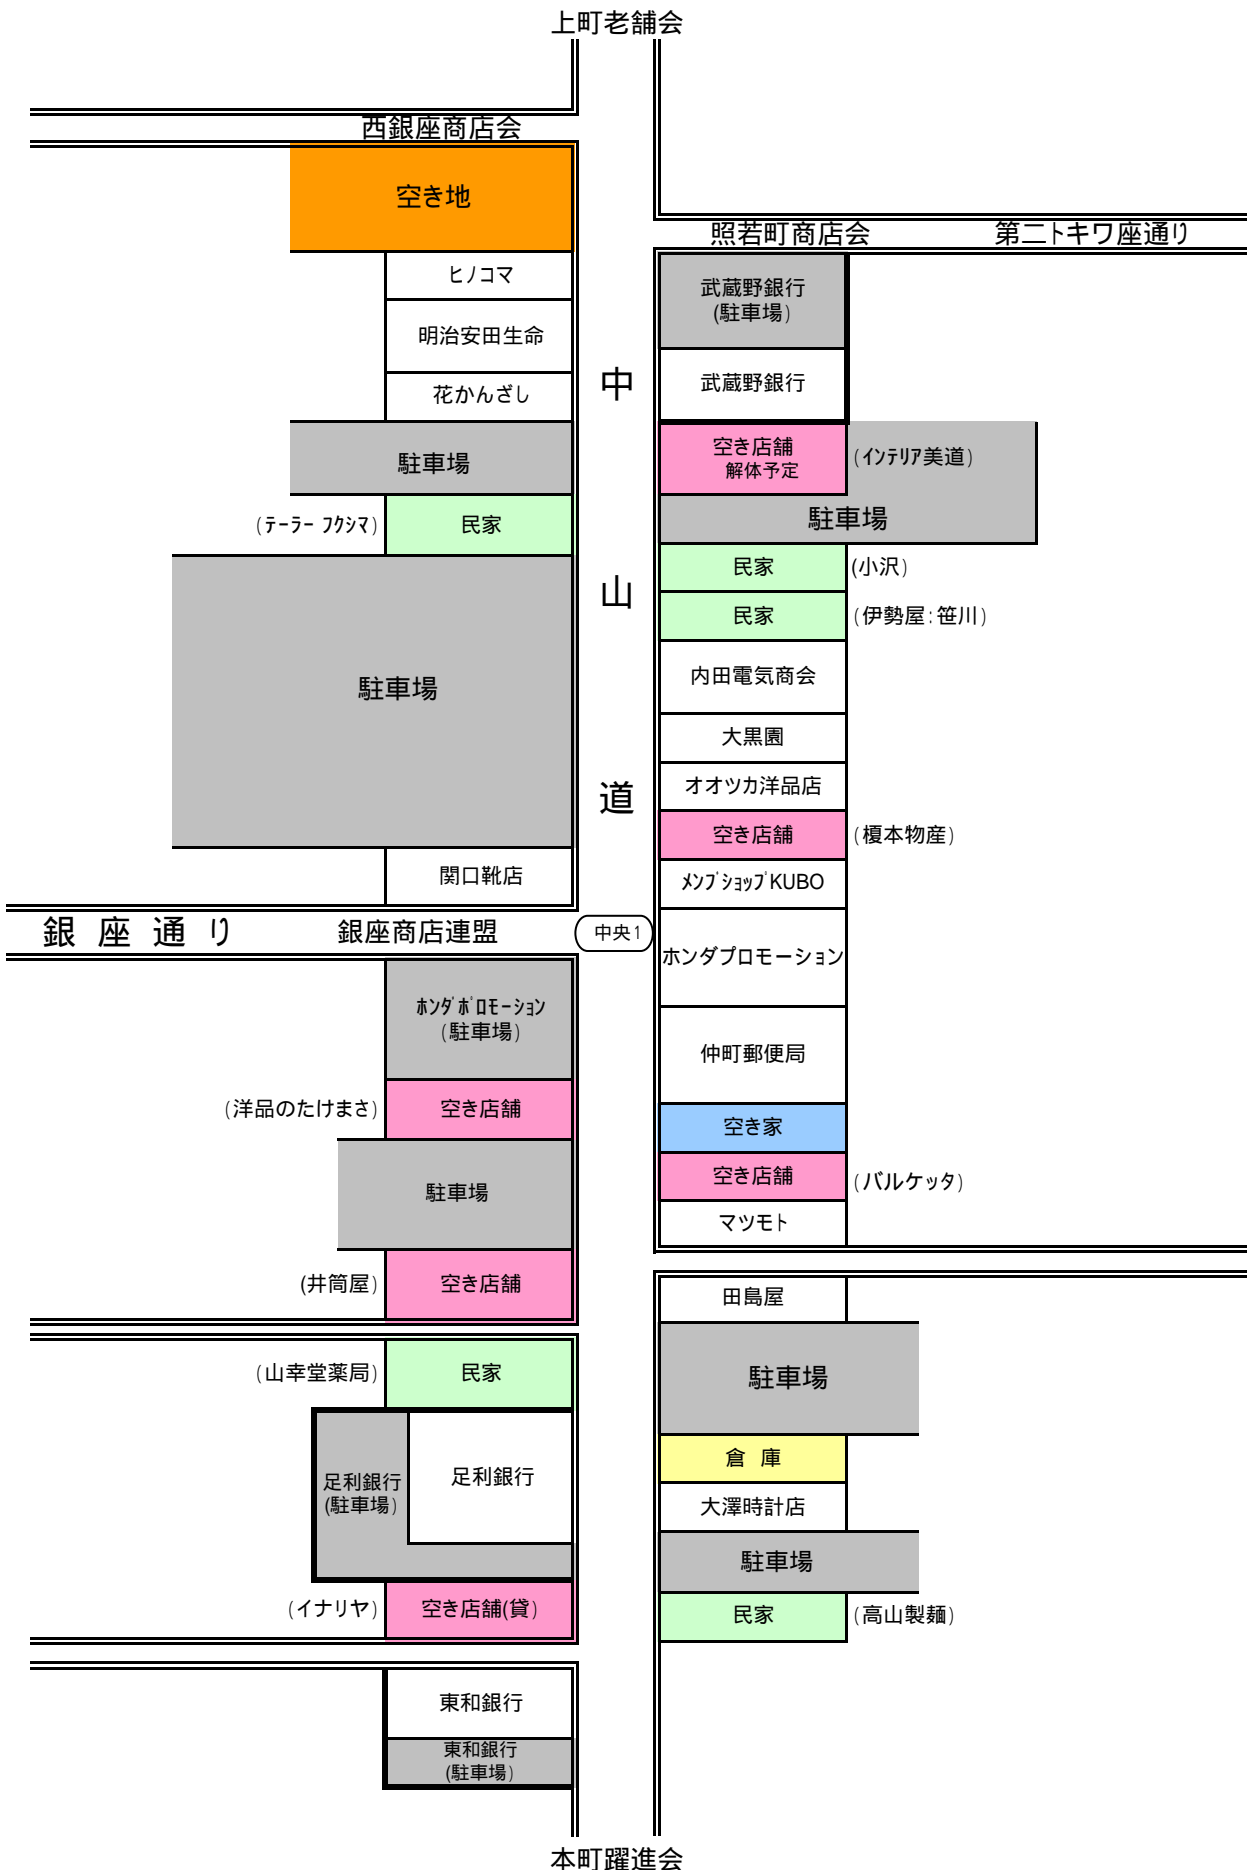 上町老舗会
西銀座商店会
空き地
ヒノコマ
明治安田生命
花かんざし
駐車場
(ﾃｰﾗｰ ﾌｸｼﾏ)
民家
駐車場
関口靴店
照若町商店会
第二トキワ座通り
武蔵野銀行
(駐車場)
武蔵野銀行
空き店舗
解体予定
(ｲﾝﾃﾘｱ美道)
駐車場
民家
(小沢)
民家
(伊勢屋:笹川)
内田電気商会
大黒園
オオツカ洋品店
空き店舗
(榎本物産)
ﾒﾝﾌﾟｼｮｯﾌﾟKUBO
ホンダプロモーション
仲町郵便局
空き家
空き店舗
(バルケッタ)
マツモト
中山道
銀座通り
銀座商店連盟
中央1
ﾎﾝﾀﾞﾎﾟﾛﾓｰｼｮﾝ
(駐車場)
(洋品のたけまさ)
空き店舗
駐車場
(井筒屋)
空き店舗
(山幸堂薬局)
民家
足利銀行
(駐車場)
足利銀行
(イナリヤ)
空き店舗(貸)
東和銀行
東和銀行
(駐車場)
田島屋
駐車場
倉 庫
大澤時計店
駐車場
民家
(高山製麺)
本町躍進会